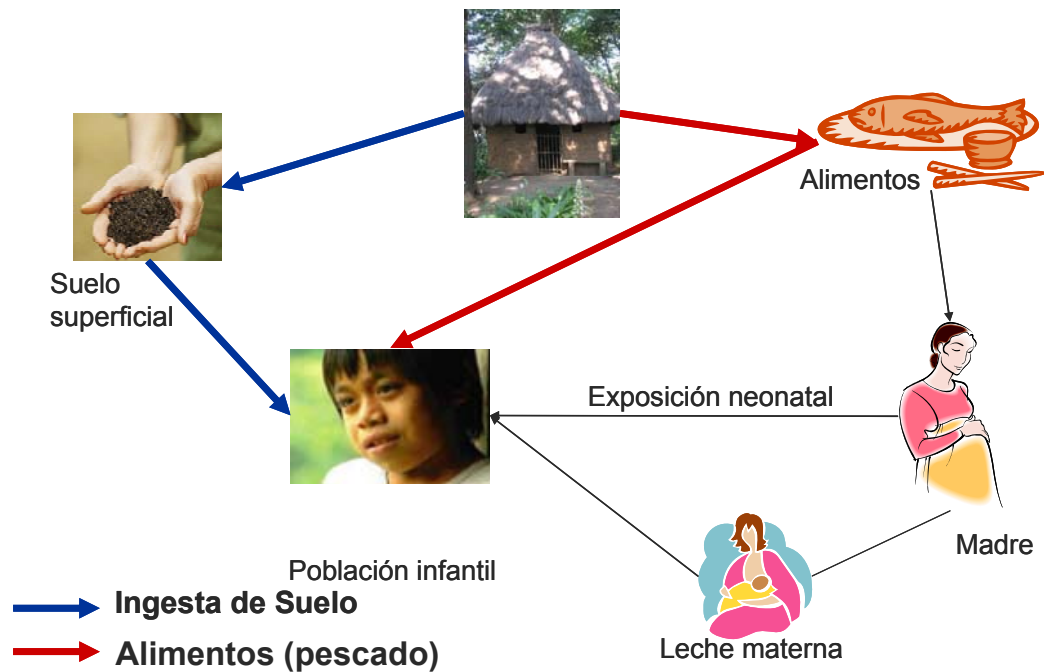 Alimentos
Suelo
superficial
Exposición neonatal
Madre
Población infantil
Leche materna
Ingesta de Suelo
Alimentos (pescado)